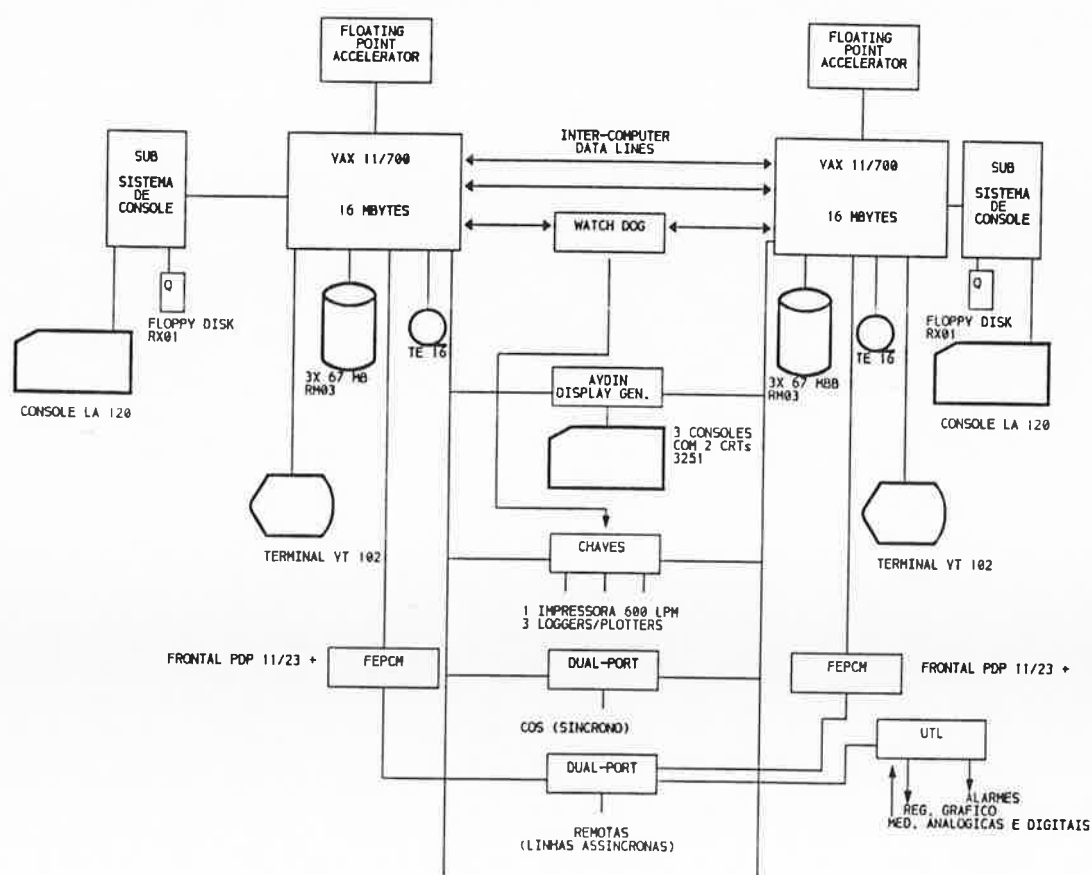 FLOATING
POINT
ACCELERATOR
FLOATING
POINT
ACCELERATOR
SUB
SISTEMA
DE
CONSOLE
VAX 11/700
16 MBYTES
INTER-COMPUTER
DATA LINES
WATCH DOG
VAX 11/700
16 MBYTES
SUB
SISTEMA
DE
CONSOLE
Q
FLOPPY DISK
RX01
CONSOLE LA 120
3X 67 MB
RM03
TE 16
AYDIN
DISPLAY GEN.
3 CONSOLES
COM 2 CRTs
3251
3X 67 MBB
RM03
TE 16
Q
FLOPPY DISK
RX01
CONSOLE LA 120
TERMINAL VT 102
CHAVES
1 IMPRESSORA 600 LPM
3 LOGGERS/PLOTTERS
TERMINAL VT 102
FRONTAL PDP 11/23 +
FEPCM
DUAL-PORT
COS (SINCRONO)
FEPCM
FRONTAL PDP 11/23 +
DUAL-PORT
REMOTAS
(LINHAS ASSINCRONAS)
UTL
ALARMES
REG. GRAFICO
MED. ANALOGICAS E DIGITAIS